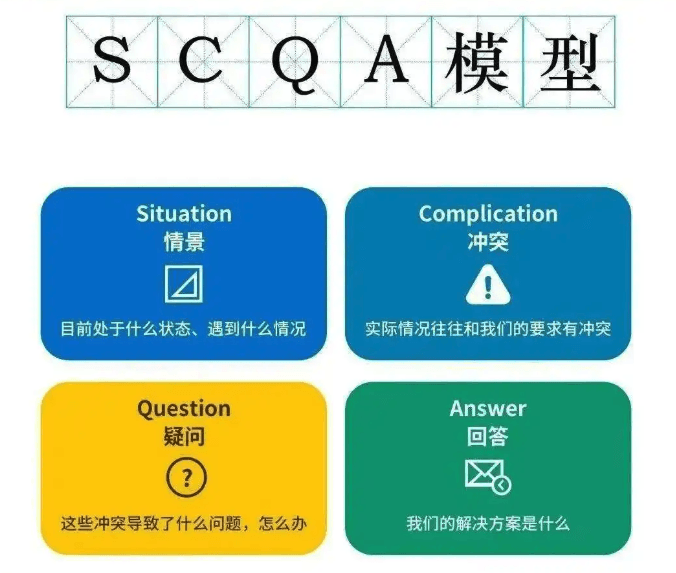 SCQA模型
Situation
情景
目前处于什么状态、遇到什么情况
Complication
冲突
实际情况往往和我们的要求有冲突
Question
疑问
?
这些冲突导致了什么问题，怎么办
Answer
回答
我们的解决方案是什么